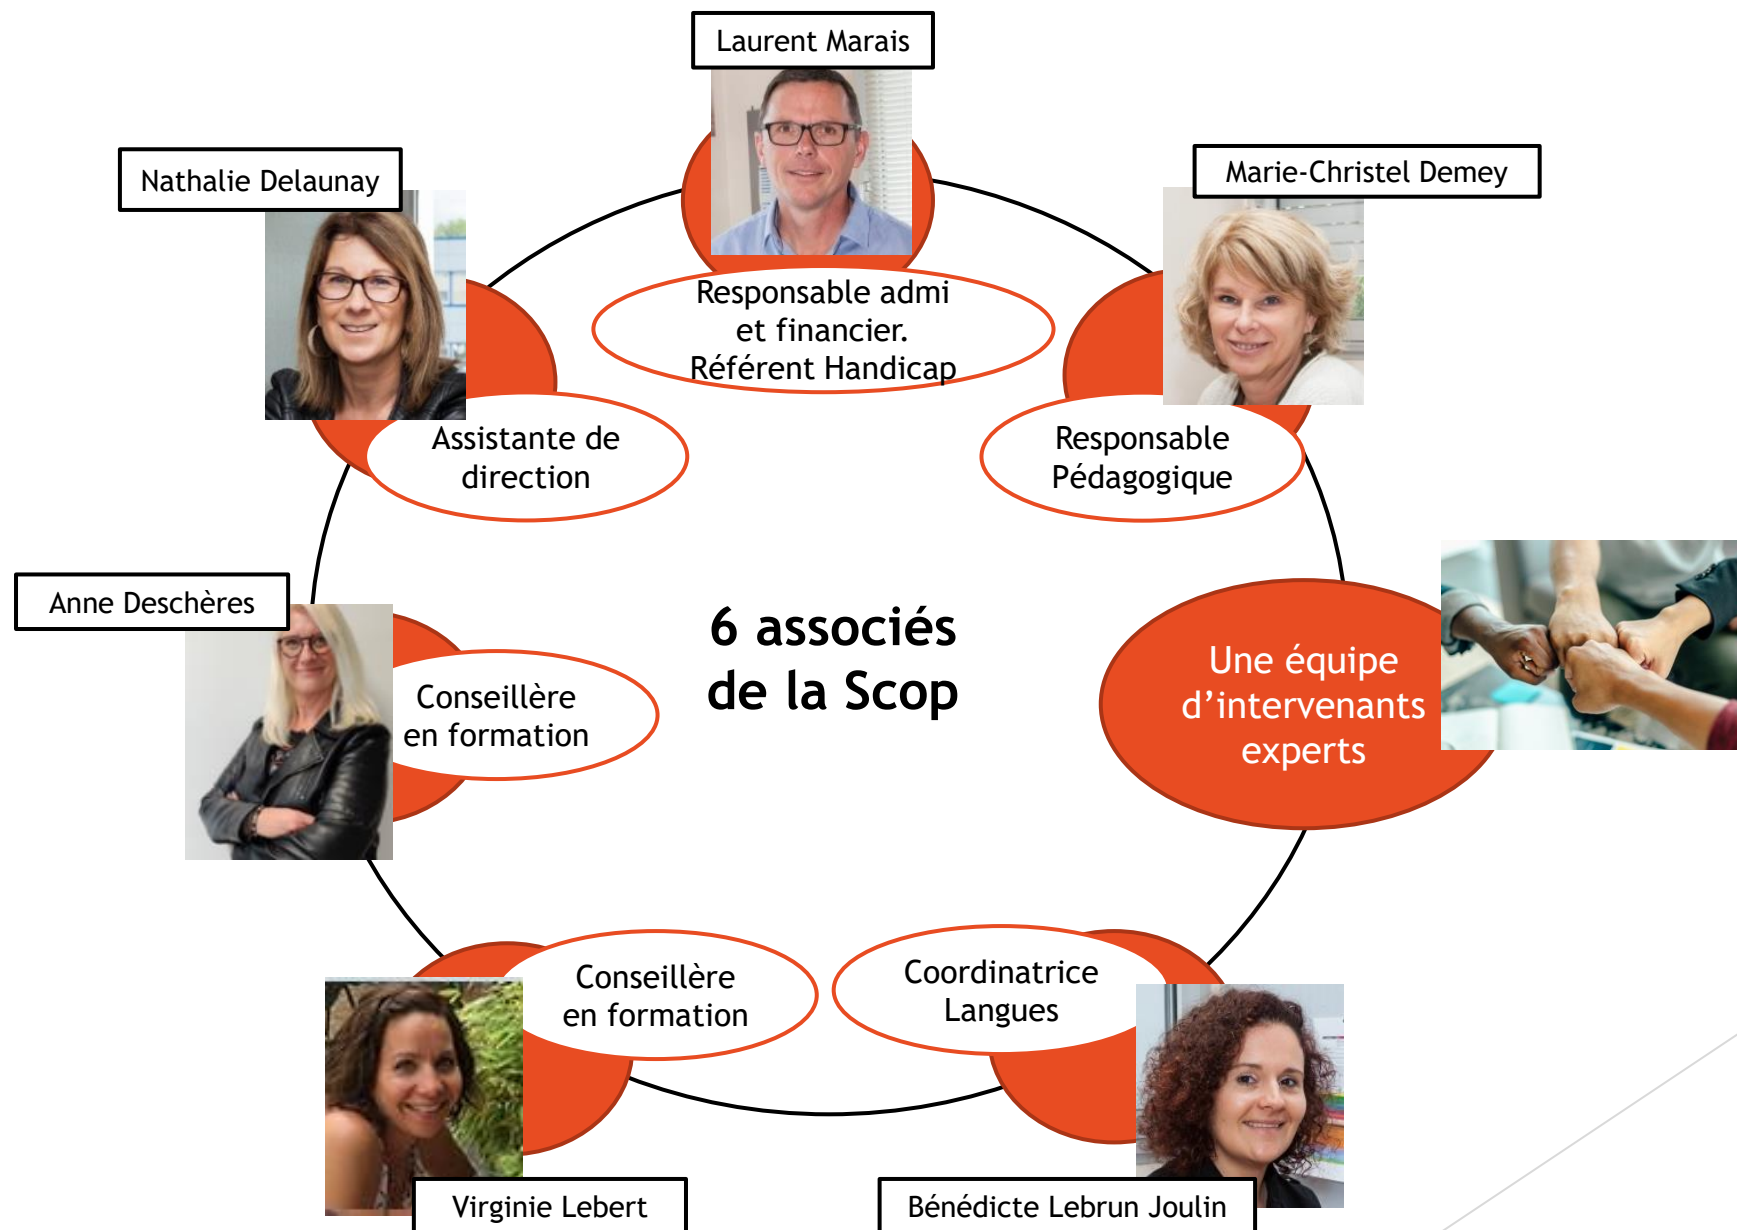 Laurent Marais
Responsable admi
et financier.
Référent Handicap
Nathalie Delaunay
Assistante de
direction
Marie-Christel Demey
Responsable
Pédagogique
Anne Deschères
Conseillère
en formation
6 associés
de la Scop
Une équipe
d’intervenants
experts
Conseillère
en formation
Virginie Lebert
Coordinatrice
Langues
Bénédicte Lebrun Joulin